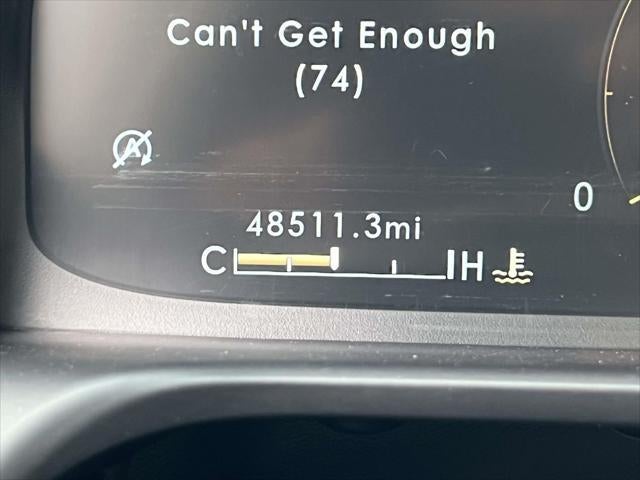 Can't Get Enough
(74)
A
0
48511.3mi
C H